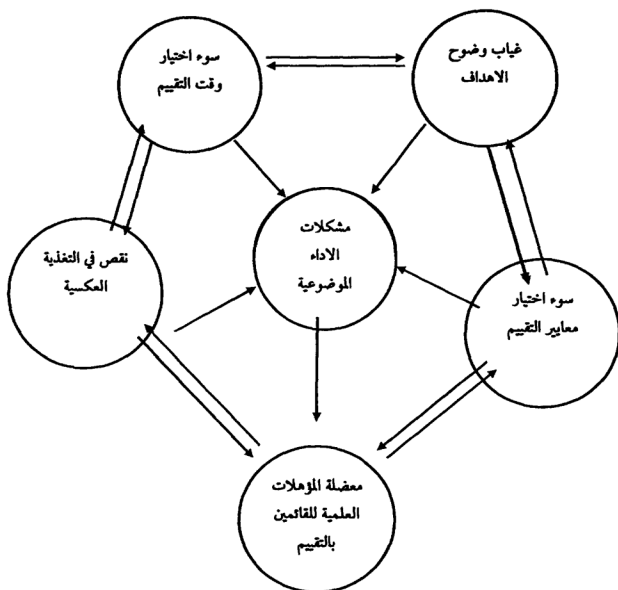 غياب وضوح
الاهداف
سوء اختيار
وقت التقييم
مشكلات
الاداء
الموضوعية
سوء اختيار
معايير التقييم
نقص في التغذية
العكسية
معضلة المؤهلات
العلمية للقائمين
بالتقييم